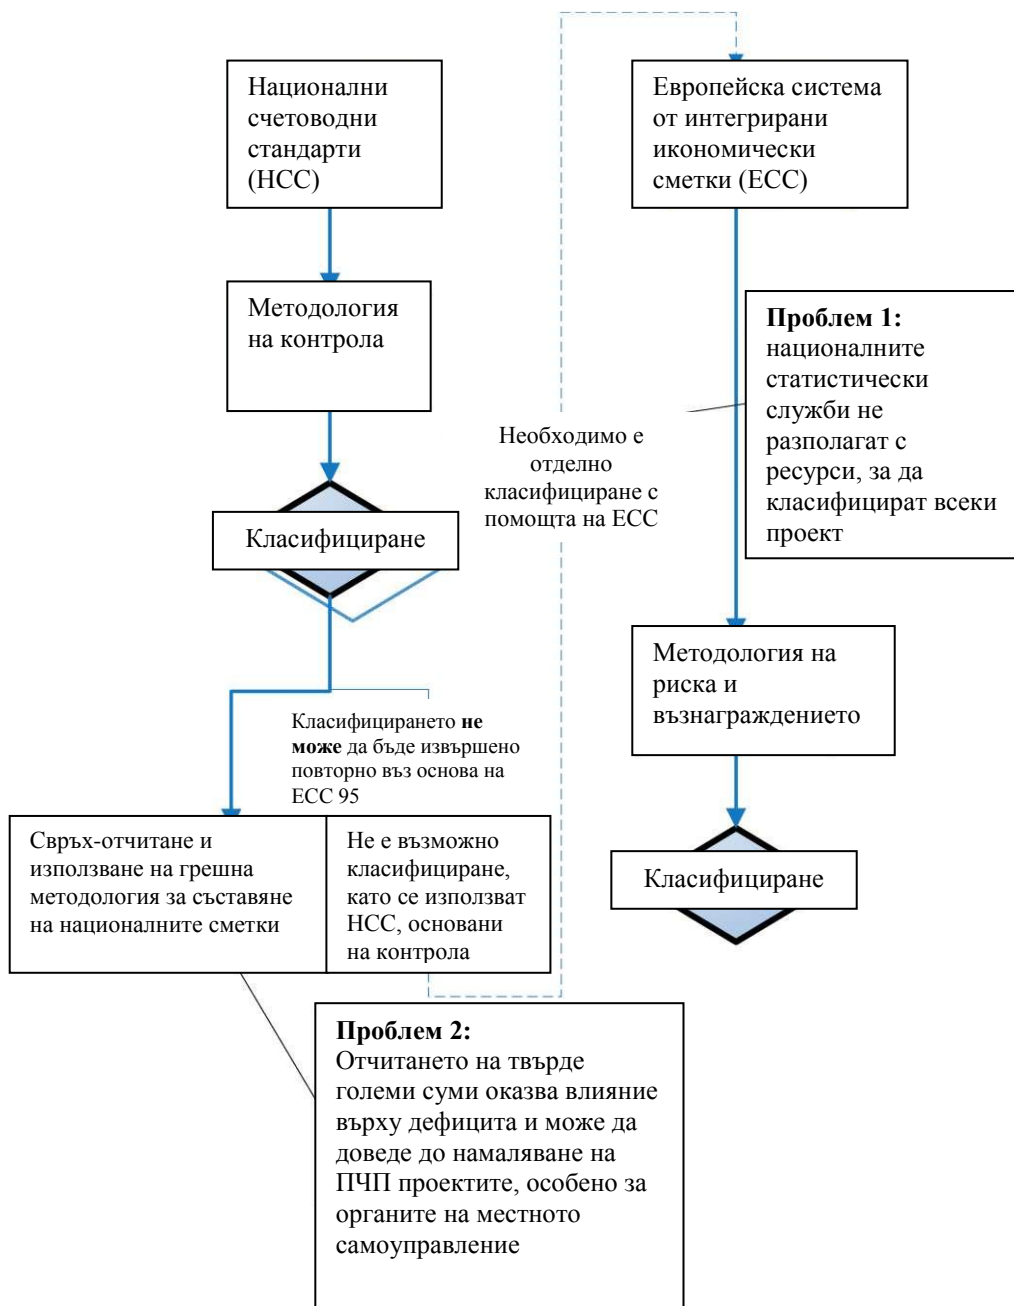 Национални
счетоводни
стандарти
(НСС)
Методология
на контрола
Класифициране
Класифицирането не
може да бъде извършено
повторно въз основа на
ЕСС 95
Свръх-отчитане и
използване на грешна
методология за съставяне
на националните сметки
Не е възможно
класифициране,
като се използват
НСС, основани
на контрола
Проблем 2:
Отчитането на твърде
големи суми оказва влияние
върху дефицита и може да
доведе до намаляване на
ПЧП проектите, особено за
органите на местното
самоуправление
Необходимо е
отделно
класифициране с
помощта на ЕСС
Европейска система
от интегрирани
икономически
сметки (ЕСС)
Проблем 1:
националните
статистически
служби не
разполагат с
ресурси, за да
класифицират всеки
проект
Методология на
риска и
възнаграждението
Класифициране